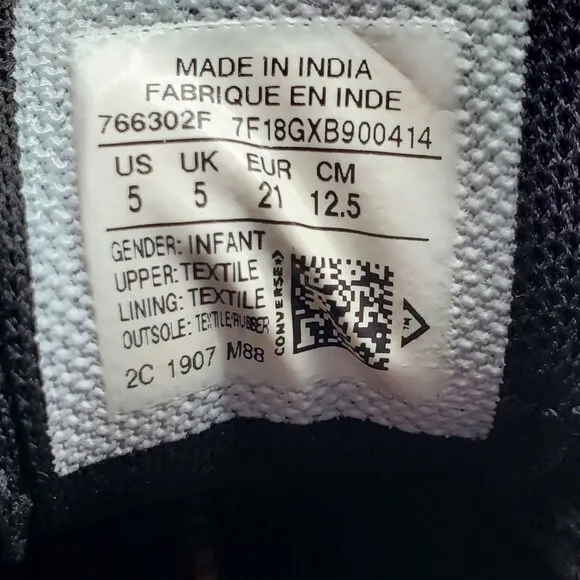 MADE IN INDIA
FABRIQUE EN INDE
766302F 7F18GXB900414
US UK EUR CM
5 5 21 12.5
GENDER: INFANT
UPPER: TEXTILE
LINING: TEXTILE
OUTSOLE: TEXTILE/RUBBER
2C 1907 M88
CONVERSE